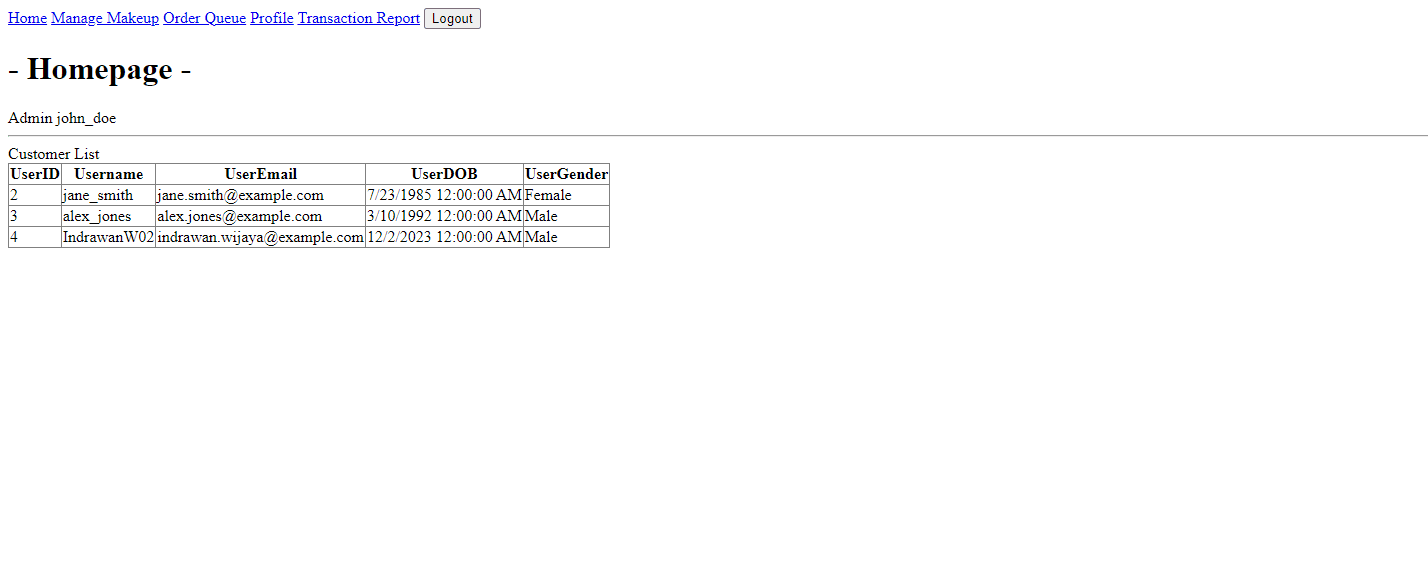 Home Manage Makeup Order Queue Profile Transaction Report Logout
- Homepage -
Admin john_doe
Customer List
UserID Username UserEmail UserDOB UserGender
2 jane_smith jane.smith@example.com 7/23/1985 12:00:00 AM Female
3 alex_jones alex.jones@example.com 3/10/1992 12:00:00 AM Male
4 IndrawanW02 indrawan.wijaya@example.com 12/2/2023 12:00:00 AM Male